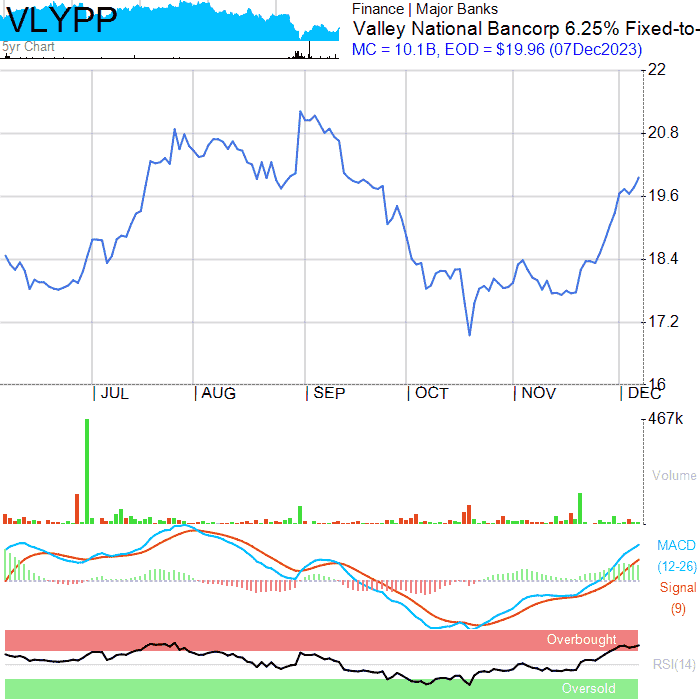 VLYPP
5yr Chart
Finance | Major Banks
Valley National Bancorp 6.25% Fixed-to-
MC = 10.1B, EOD = $19.96 (07Dec2023)
22
20.8
19.6
18.4
17.2
16
JUL AUG SEP OCT NOV DEC
467k
Volume
MACD
(12-26)
Signal
(9)
Overbought
RSI(14)
Oversold